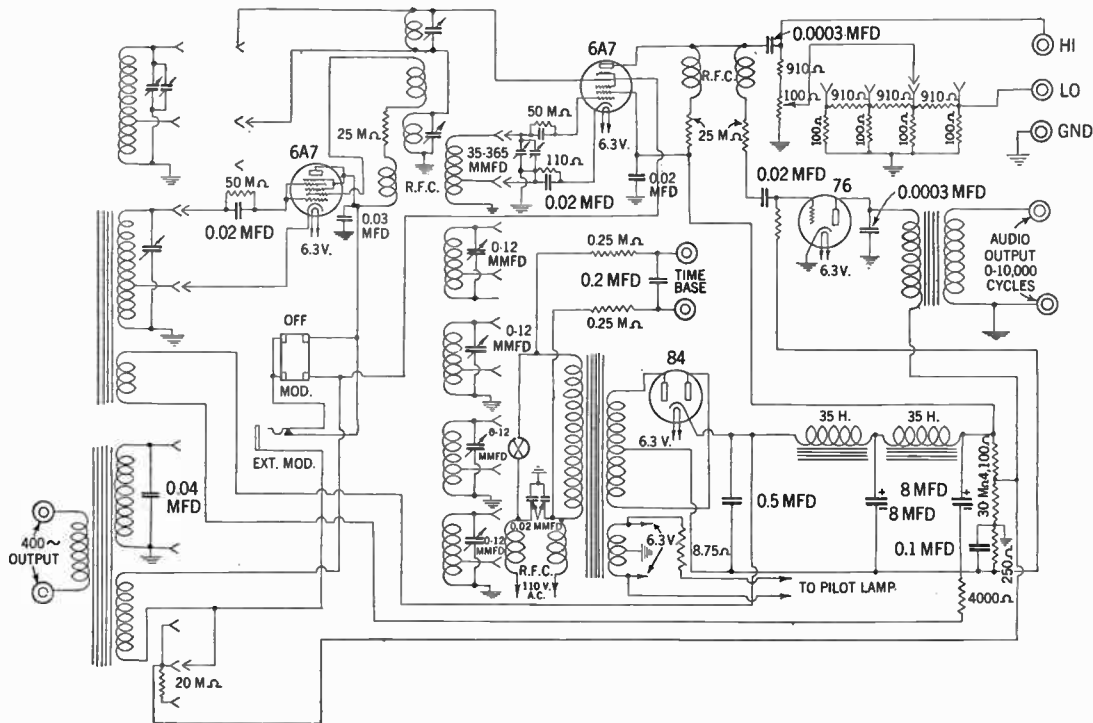 0.0003 MFD
HI
6A7
910Ω
R.F.C.
100Ω
910Ω
910Ω
910Ω
LO
100Ω
100Ω
100Ω
100Ω
GND
25 MΩ
50 MΩ
35-365
MMFD
110Ω
6.3 V.
25 MΩ
6A7
R.F.C.
0.02 MFD
0.02
MFD
0.02 MFD
76
0.0003 MFD
50 MΩ
0.02 MFD
6.3 V.
0.03
MFD
6.3 V.
AUDIO
OUTPUT
0-10,000
CYCLES
0-12
MMFD
0.25 MΩ
0.2 MFD
TIME
BASE
0.25 MΩ
OFF
MOD.
0-12
MMFD
84
EXT. MOD.
6.3 V.
35 H.
35 H.
0-12
MMFD
0.04
MFD
0.5 MFD
8 MFD
8 MFD
30 MΩ
4,100Ω
400~
OUTPUT
0-12
MMFD
0.02 MMFD
6.3 V.
8.75Ω
0.1 MFD
250Ω
R.F.C.
110 V.
A.C.
TO PILOT LAMP
4000Ω
20 MΩ